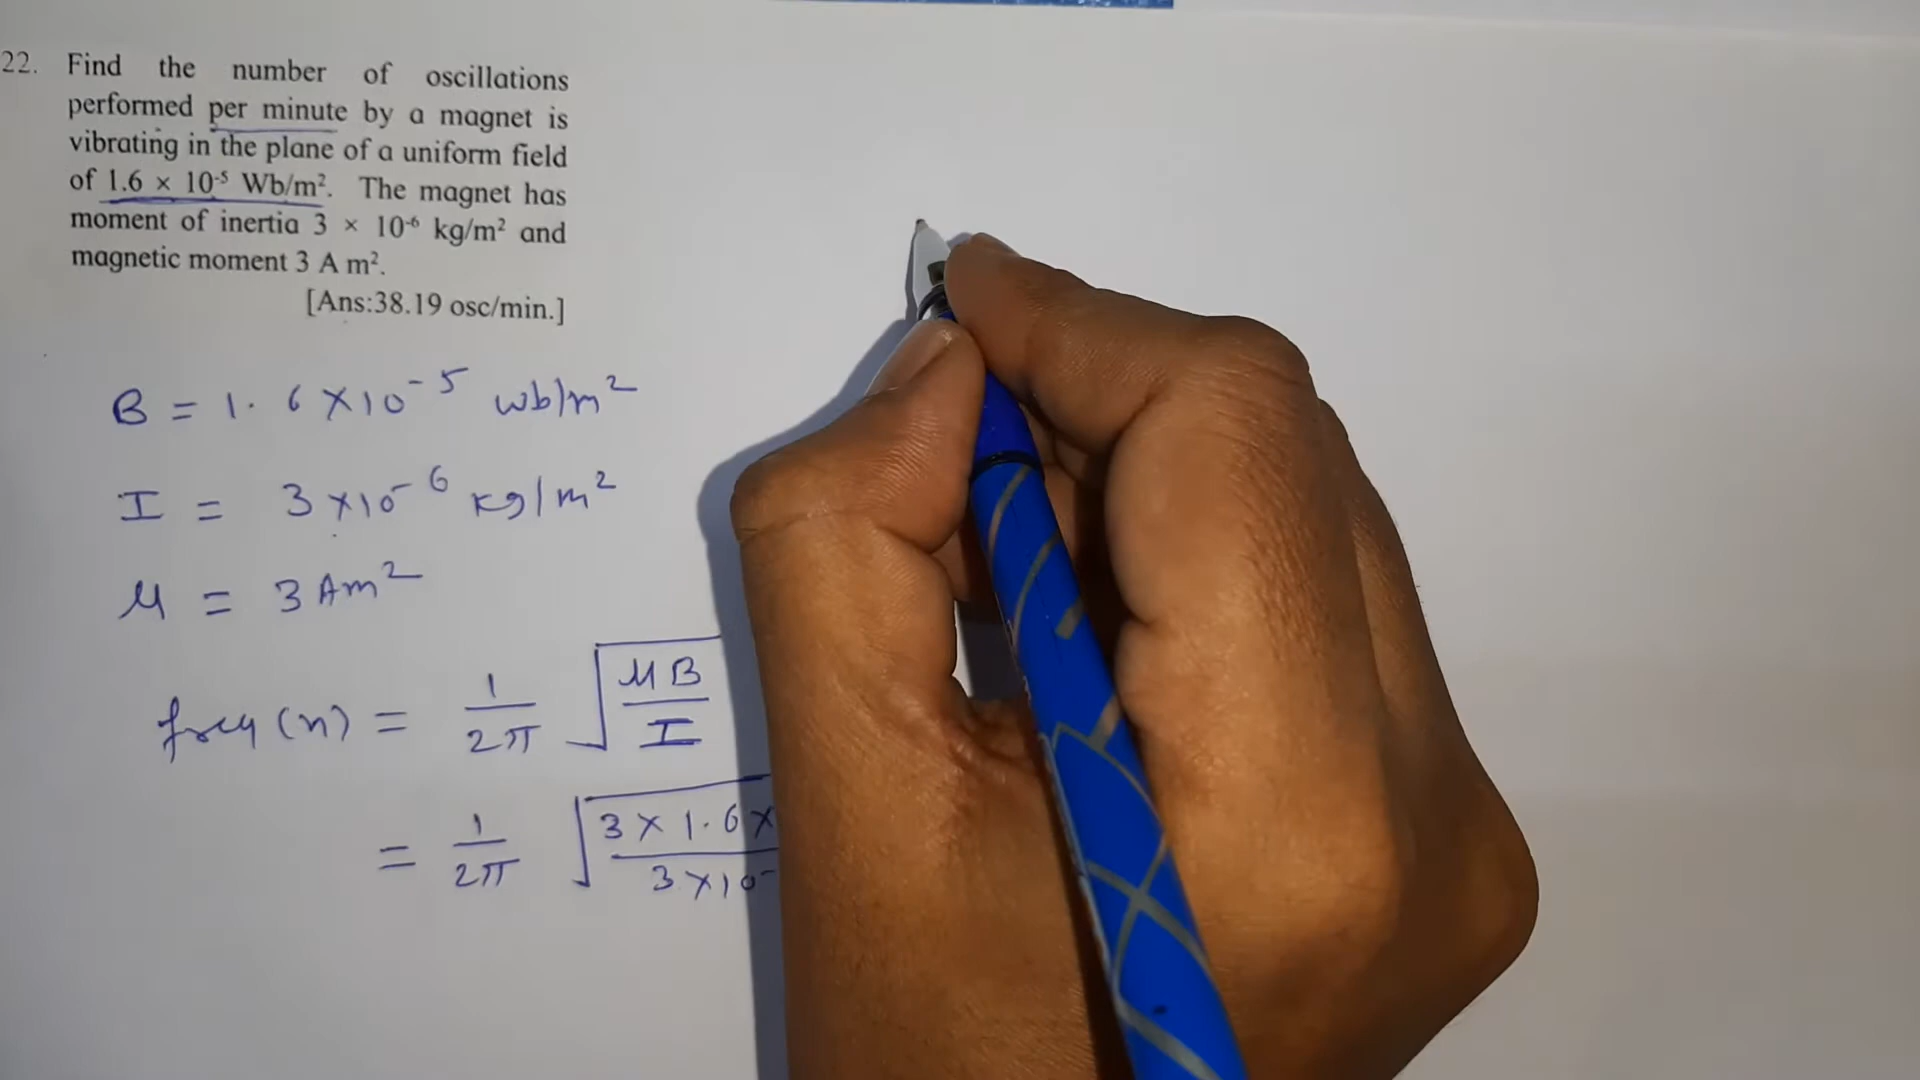 22. Find the number of oscillations
performed per minute by a magnet is
vibrating in the plane of a uniform field
of 1.6 × 10⁻⁵ Wb/m². The magnet has
moment of inertia 3 × 10⁻⁶ kg/m² and
magnetic moment 3 A m².
[Ans:38.19 osc/min.]
B = 1.6 × 10⁻⁵ wb/m²
I = 3 × 10⁻⁶ kg/m²
M = 3 Am²
freq (n) = 1/2π √(MB/I)
= 1/2π √(3 × 1.6 × / 3 × 10⁻